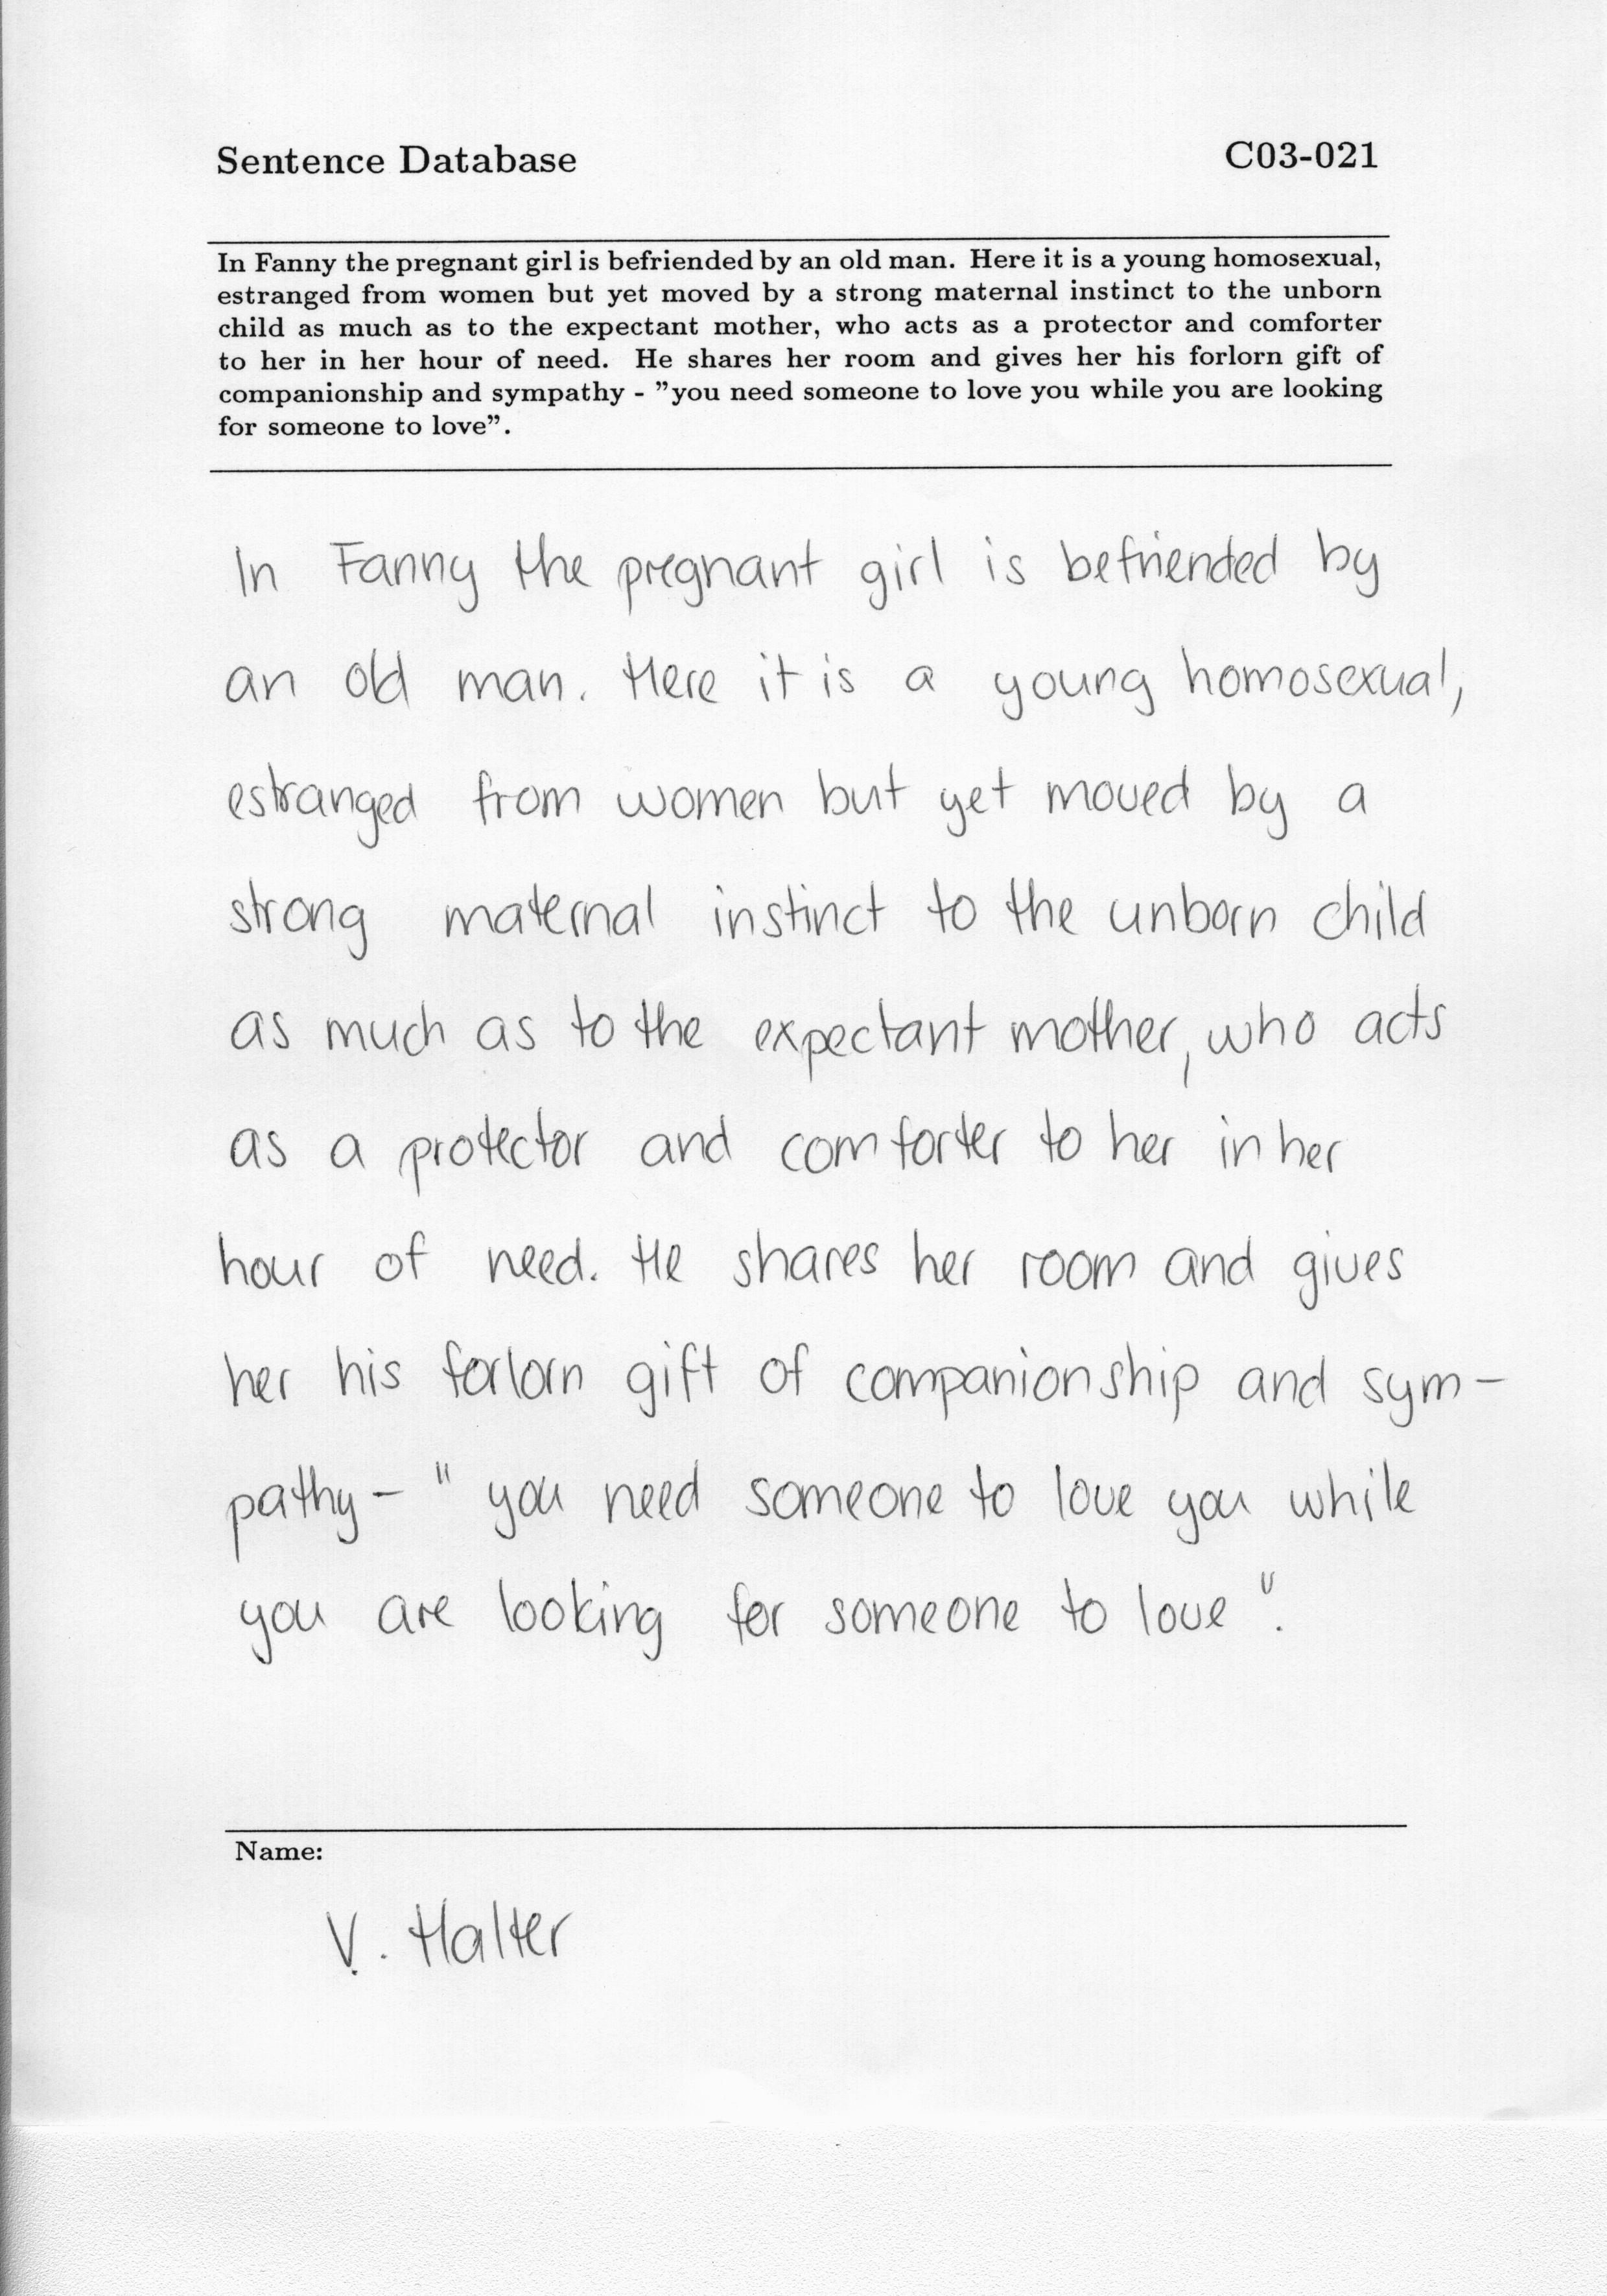 Sentence Database
C03-021
In Fanny the pregnant girl is befriended by an old man. Here it is a young homosexual,
estranged from women but yet moved by a strong maternal instinct to the unborn
child as much as to the expectant mother, who acts as a protector and comforter
to her in her hour of need. He shares her room and gives her his forlorn gift of
companionship and sympathy - "you need someone to love you while you are looking
for someone to love".
In Fanny the pregnant girl is befriended by
an old man. Here it is a young homosexual,
estranged from women but yet moved by a
strong maternal instinct to the unborn child
as much as to the expectant mother, who acts
as a protector and comforter to her in her
hour of need. He shares her room and gives
her his forlorn gift of companionship and sym-
pathy - " you need someone to love you while
you are looking for someone to love".
Name:
V. Halter